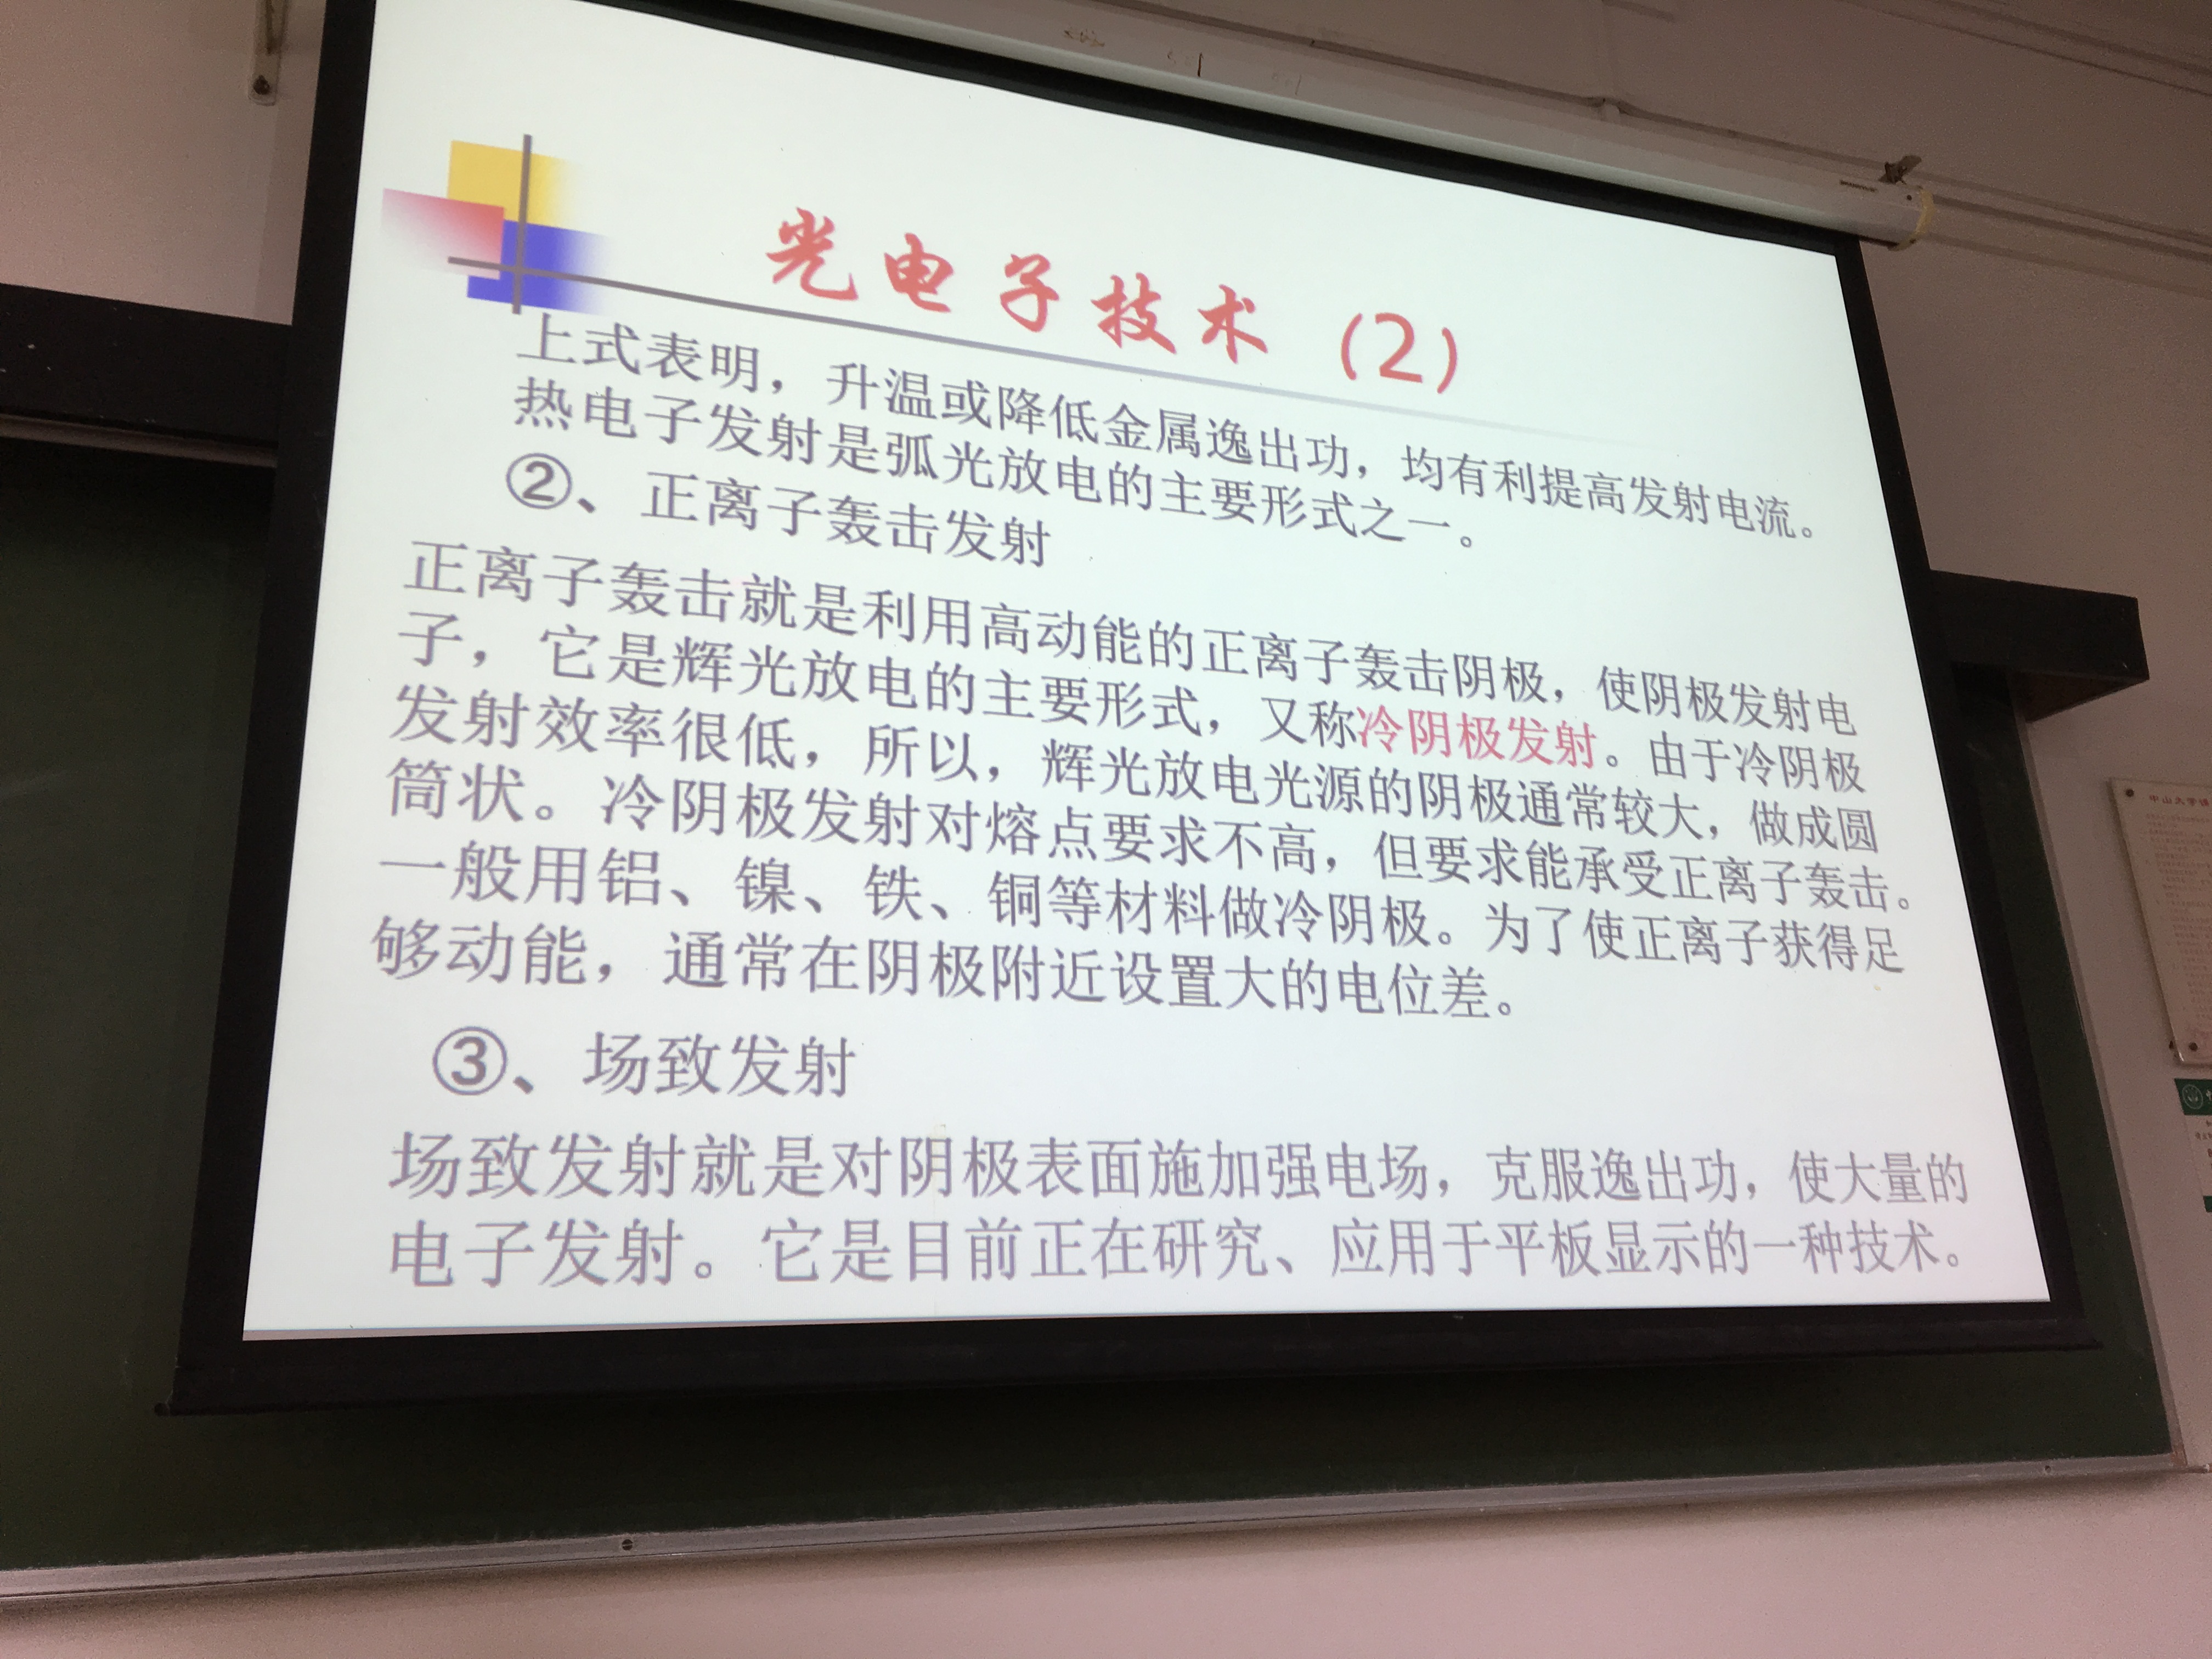 光电子技术（2）
上式表明，升温或降低金属逸出功，均有利提高发射电流。
热电子发射是弧光放电的主要形式之一。
②、正离子轰击发射
正离子轰击就是利用高动能的正离子轰击阴极，使阴极发射电
子，它是辉光放电的主要形式，又称冷阴极发射。由于冷阴极
发射效率很低，所以，辉光放电光源的阴极通常较大，做成圆
筒状。冷阴极发射对熔点要求不高，但要求能承受正离子轰击。
一般用铝、镍、铁、铜等材料做冷阴极。为了使正离子获得足
够动能，通常在阴极附近设置大的电位差。
③、场致发射
场致发射就是对阴极表面施加强电场，克服逸出功，使大量的
电子发射。它是目前正在研究、应用于平板显示的一种技术。
中山大学